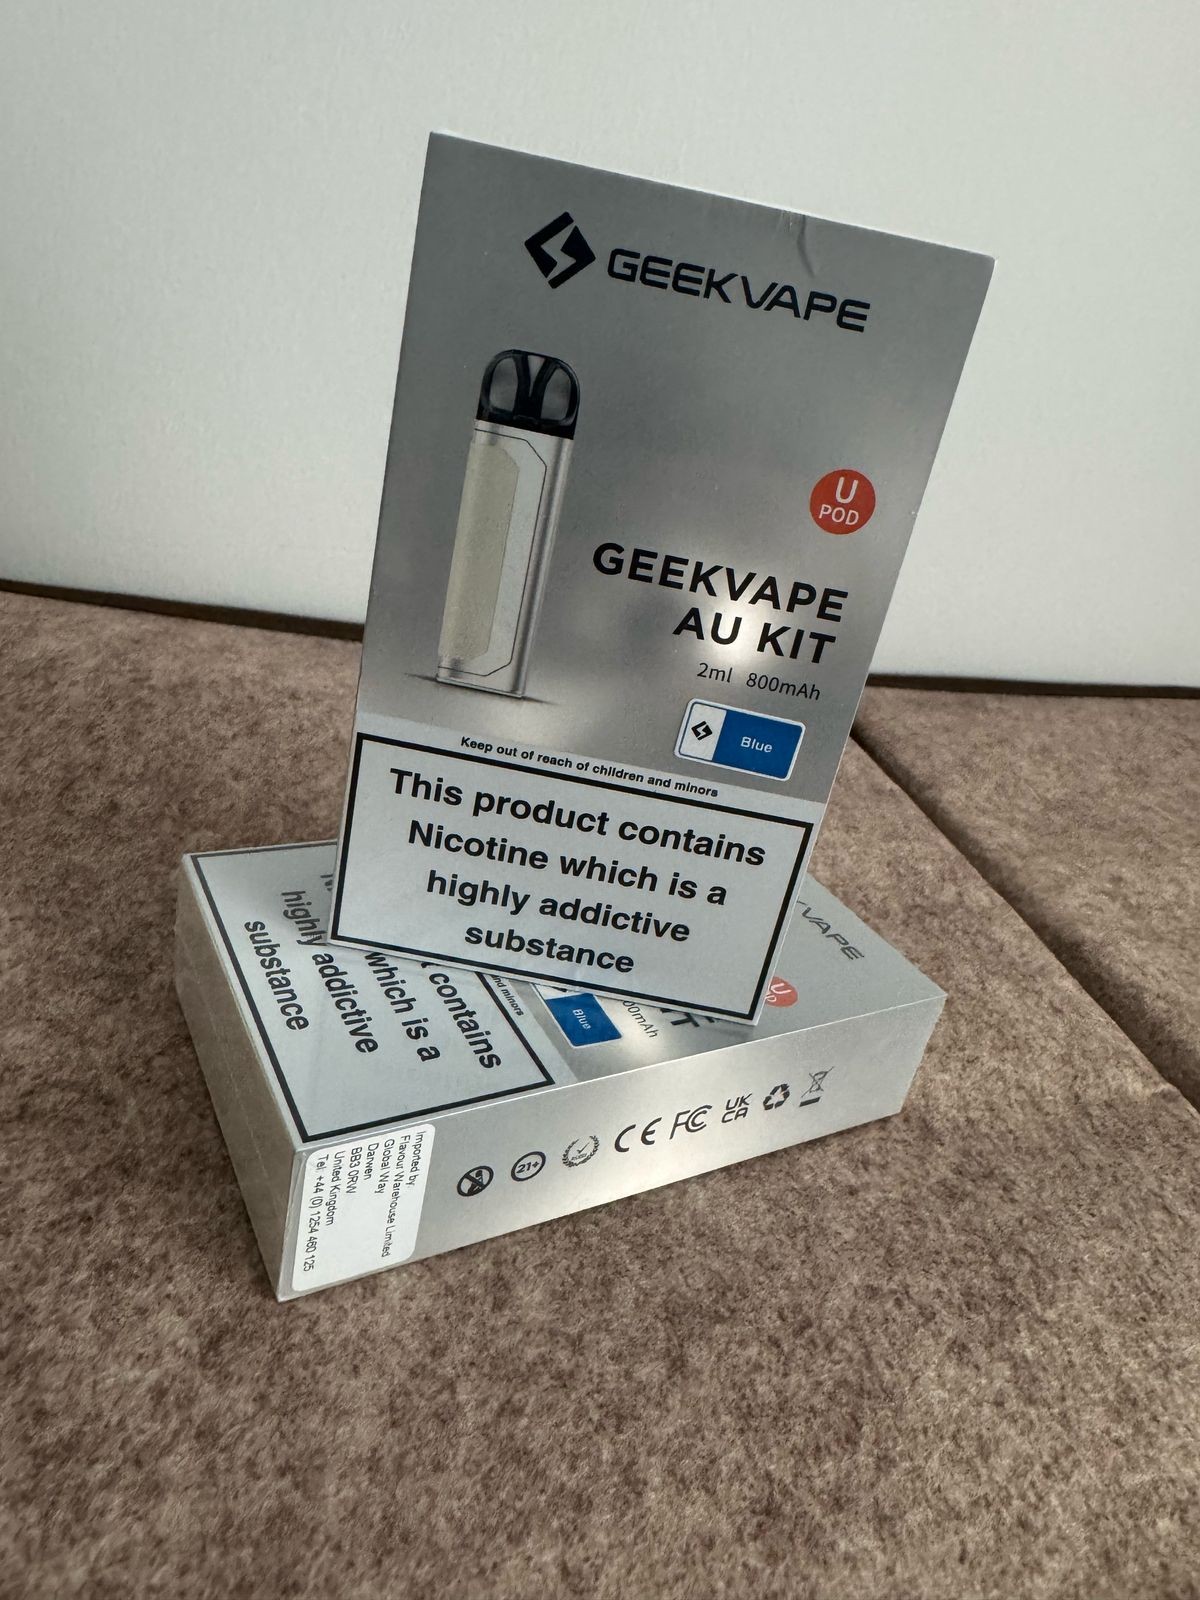 GEEKVAPE
U
POD
GEEKVAPE
AU KIT
2ml 800mAh
Blue
Keep out of reach of children and minors
This product contains
Nicotine which is a
highly addictive
substance
VAPE
U
contains
which is a
highly addictive
substance
nd minors
Blue
00mAh
IT
21+
CE FC UK
CA
Imported by:
Flavour Warehouse Limited
Global Way
Darwen
BB3 0RW
United Kingdom
Tel: +44 (0) 1254 460 125